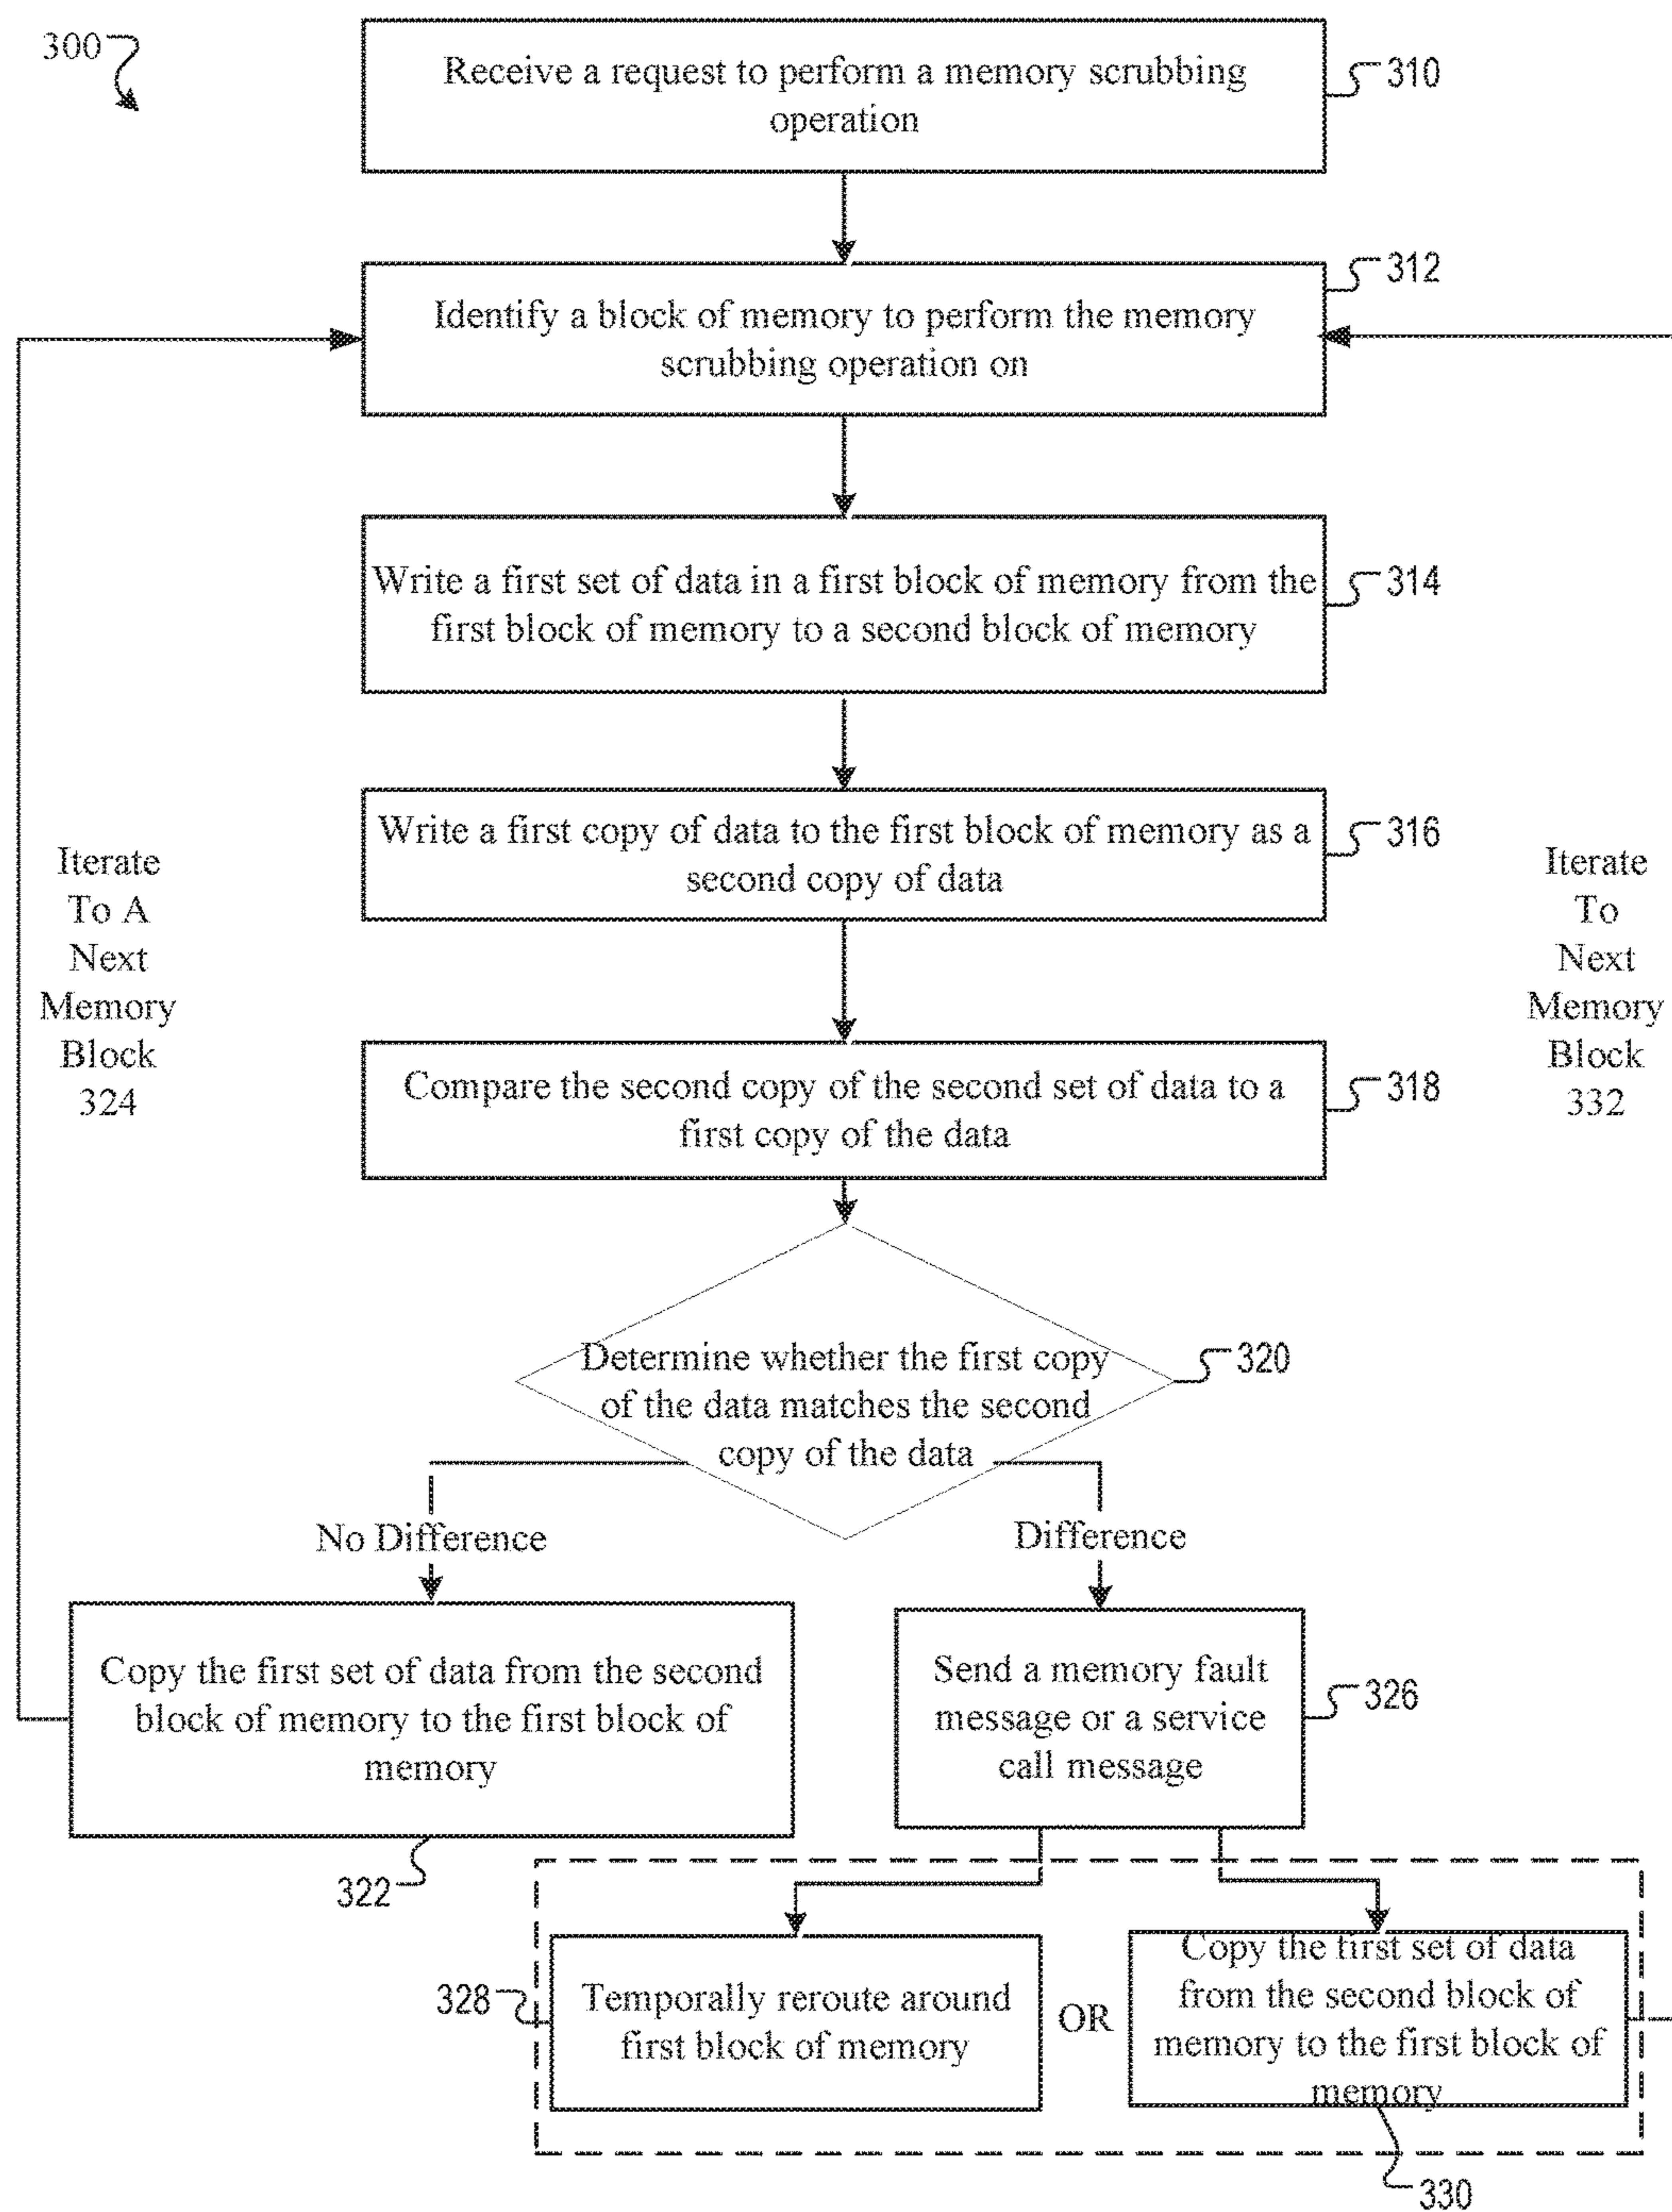 300
Receive a request to perform a memory scrubbing
operation
310
Identify a block of memory to perform the memory
scrubbing operation on
312
Write a first set of data in a first block of memory from the
first block of memory to a second block of memory
314
Write a first copy of data to the first block of memory as a
second copy of data
316
Iterate
To A
Next
Memory
Block
324
Iterate
To
Next
Memory
Block
332
Compare the second copy of the second set of data to a
first copy of the data
318
Determine whether the first copy
of the data matches the second
copy of the data
320
No Difference
Difference
Copy the first set of data from the second
block of memory to the first block of
memory
322
Send a memory fault
message or a service
call message
326
328
Temporally reroute around
first block of memory
OR
Copy the first set of data
from the second block of
memory to the first block of
memory
330